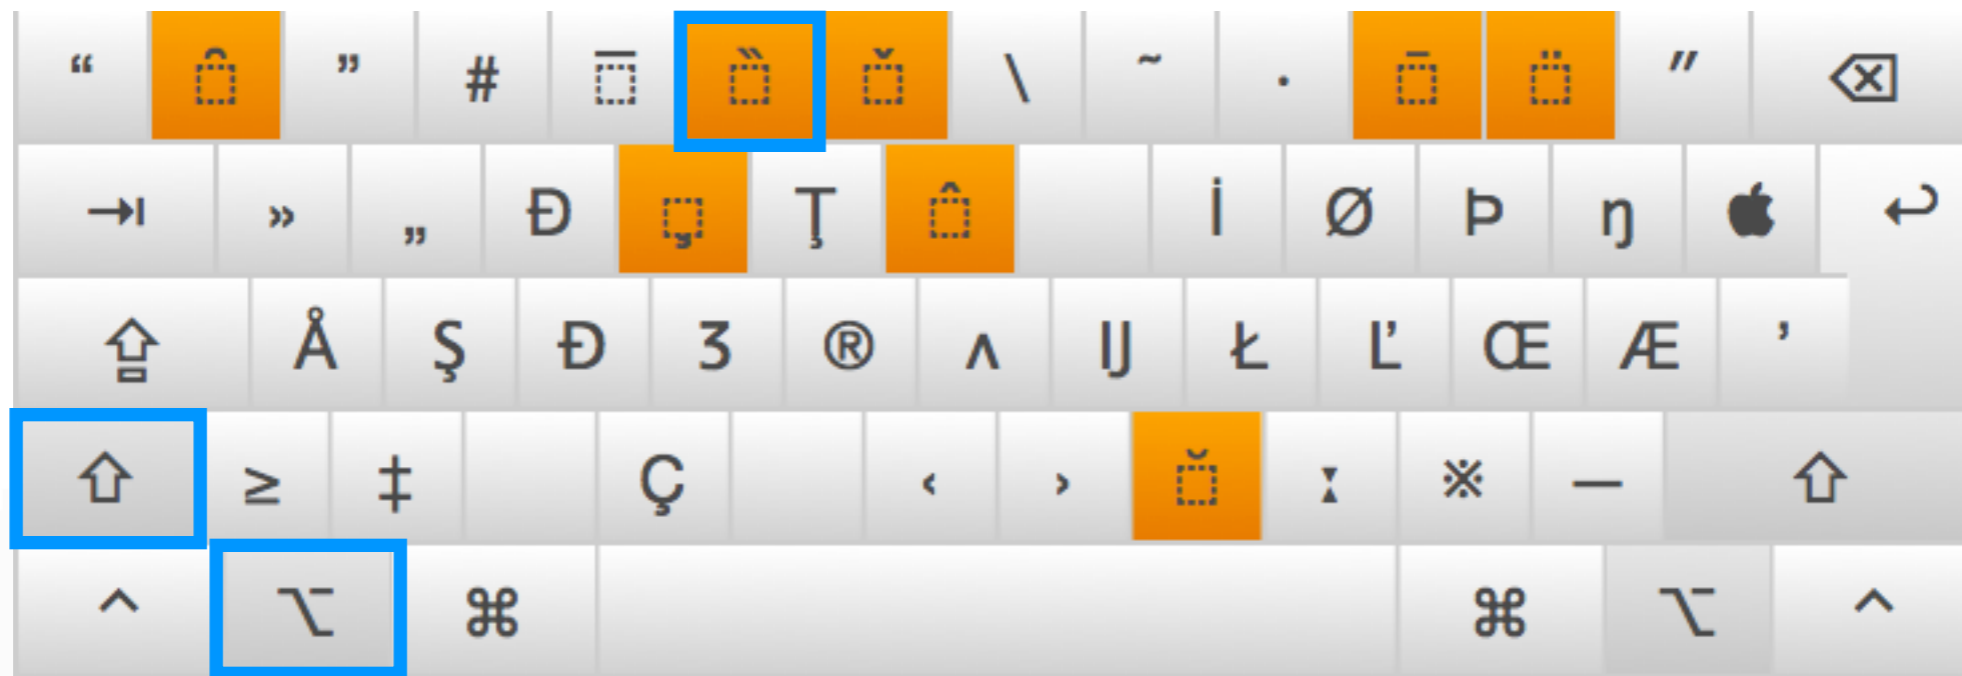 “ ̑ ” # ̅ ̏ ̌ \ ˜ · ̄ ̈ ″ ⌫
⇥ » „ Đ ̦ Ţ ̂ İ Ø Þ ŋ  ↩
⇪ Å Ş Đ Ʒ ® ʌ IJ Ł Ľ Œ Æ ’
⇧ ≥ ‡ Ç ‹ › ̆ ː ※ — ⇧
^ ⌥ ⌘ ⌘ ⌥ ^